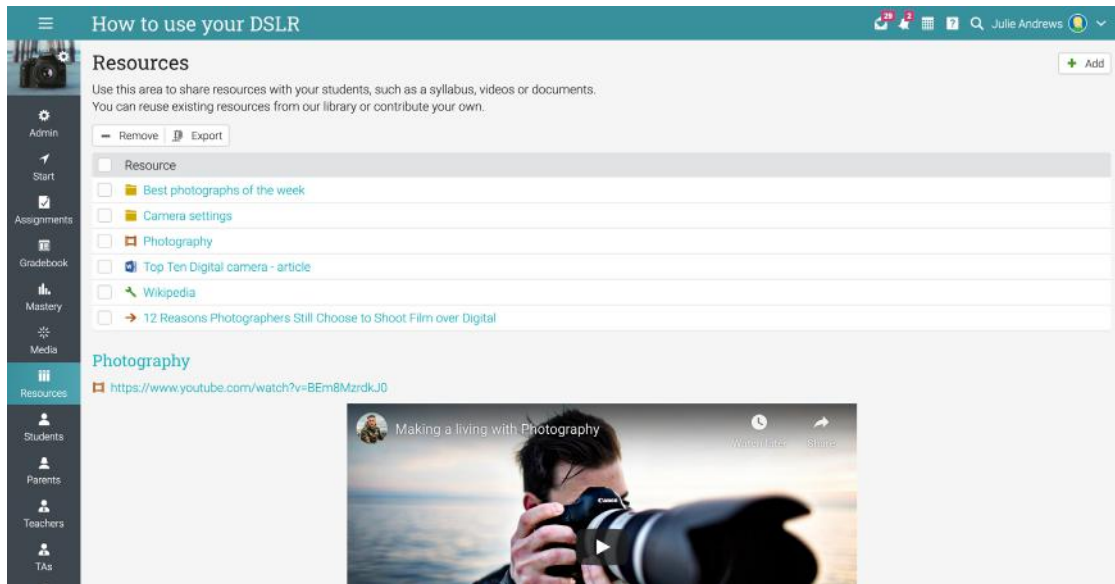 How to use your DSLR
29
2
Julie Andrews
Admin
Start
Assignments
Gradebook
Mastery
Media
Resources
Students
Parents
Teachers
TAs
Resources
+ Add
Use this area to share resources with your students, such as a syllabus, videos or documents.
You can reuse existing resources from our library or contribute your own.
Remove
Export
Resource
Best photographs of the week
Camera settings
Photography
Top Ten Digital camera - article
Wikipedia
12 Reasons Photographers Still Choose to Shoot Film over Digital
Photography
https://www.youtube.com/watch?v=BEm8MzrdkJ0
Making a living with Photography
Watch later
Share
Canon